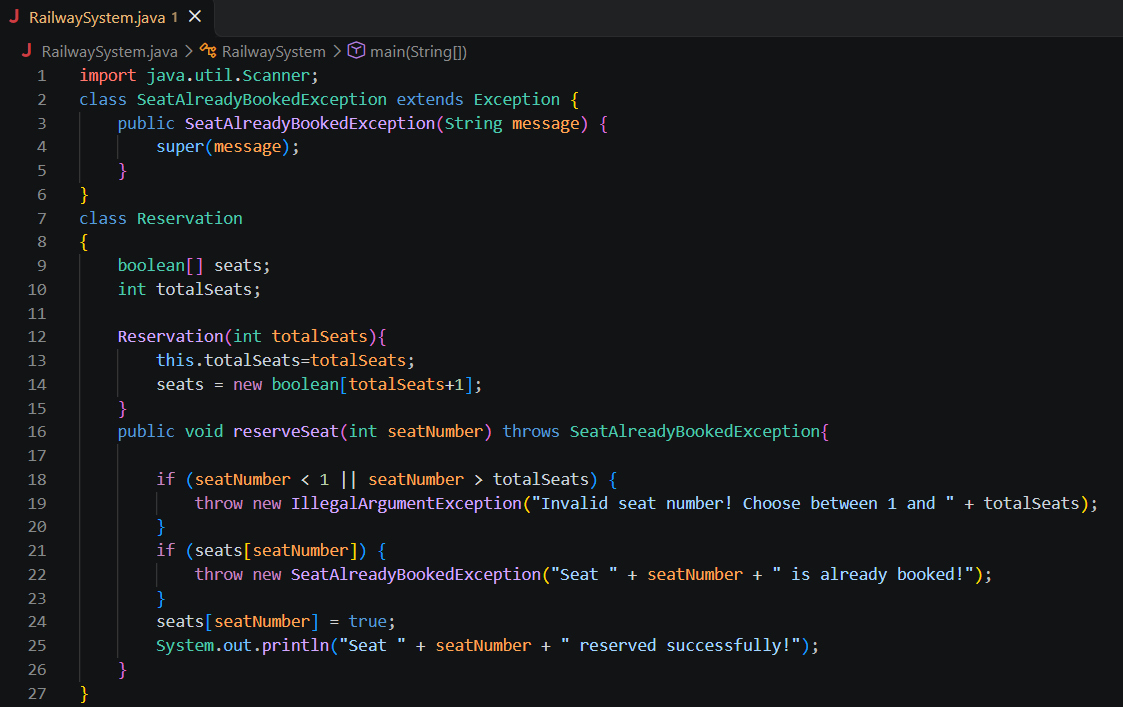 RailwaySystem.java 1
RailwaySystem.java > RailwaySystem > main(String[])
1 import java.util.Scanner;
2 class SeatAlreadyBookedException extends Exception {
3     public SeatAlreadyBookedException(String message) {
4         super(message);
5     }
6 }
7 class Reservation
8 {
9     boolean[] seats;
10     int totalSeats;
11
12     Reservation(int totalSeats){
13         this.totalSeats=totalSeats;
14         seats = new boolean[totalSeats+1];
15     }
16     public void reserveSeat(int seatNumber) throws SeatAlreadyBookedException{
17
18         if (seatNumber < 1 || seatNumber > totalSeats) {
19             throw new IllegalArgumentException("Invalid seat number! Choose between 1 and " + totalSeats);
20         }
21         if (seats[seatNumber]) {
22             throw new SeatAlreadyBookedException("Seat " + seatNumber + " is already booked!");
23         }
24         seats[seatNumber] = true;
25         System.out.println("Seat " + seatNumber + " reserved successfully!");
26     }
27 }